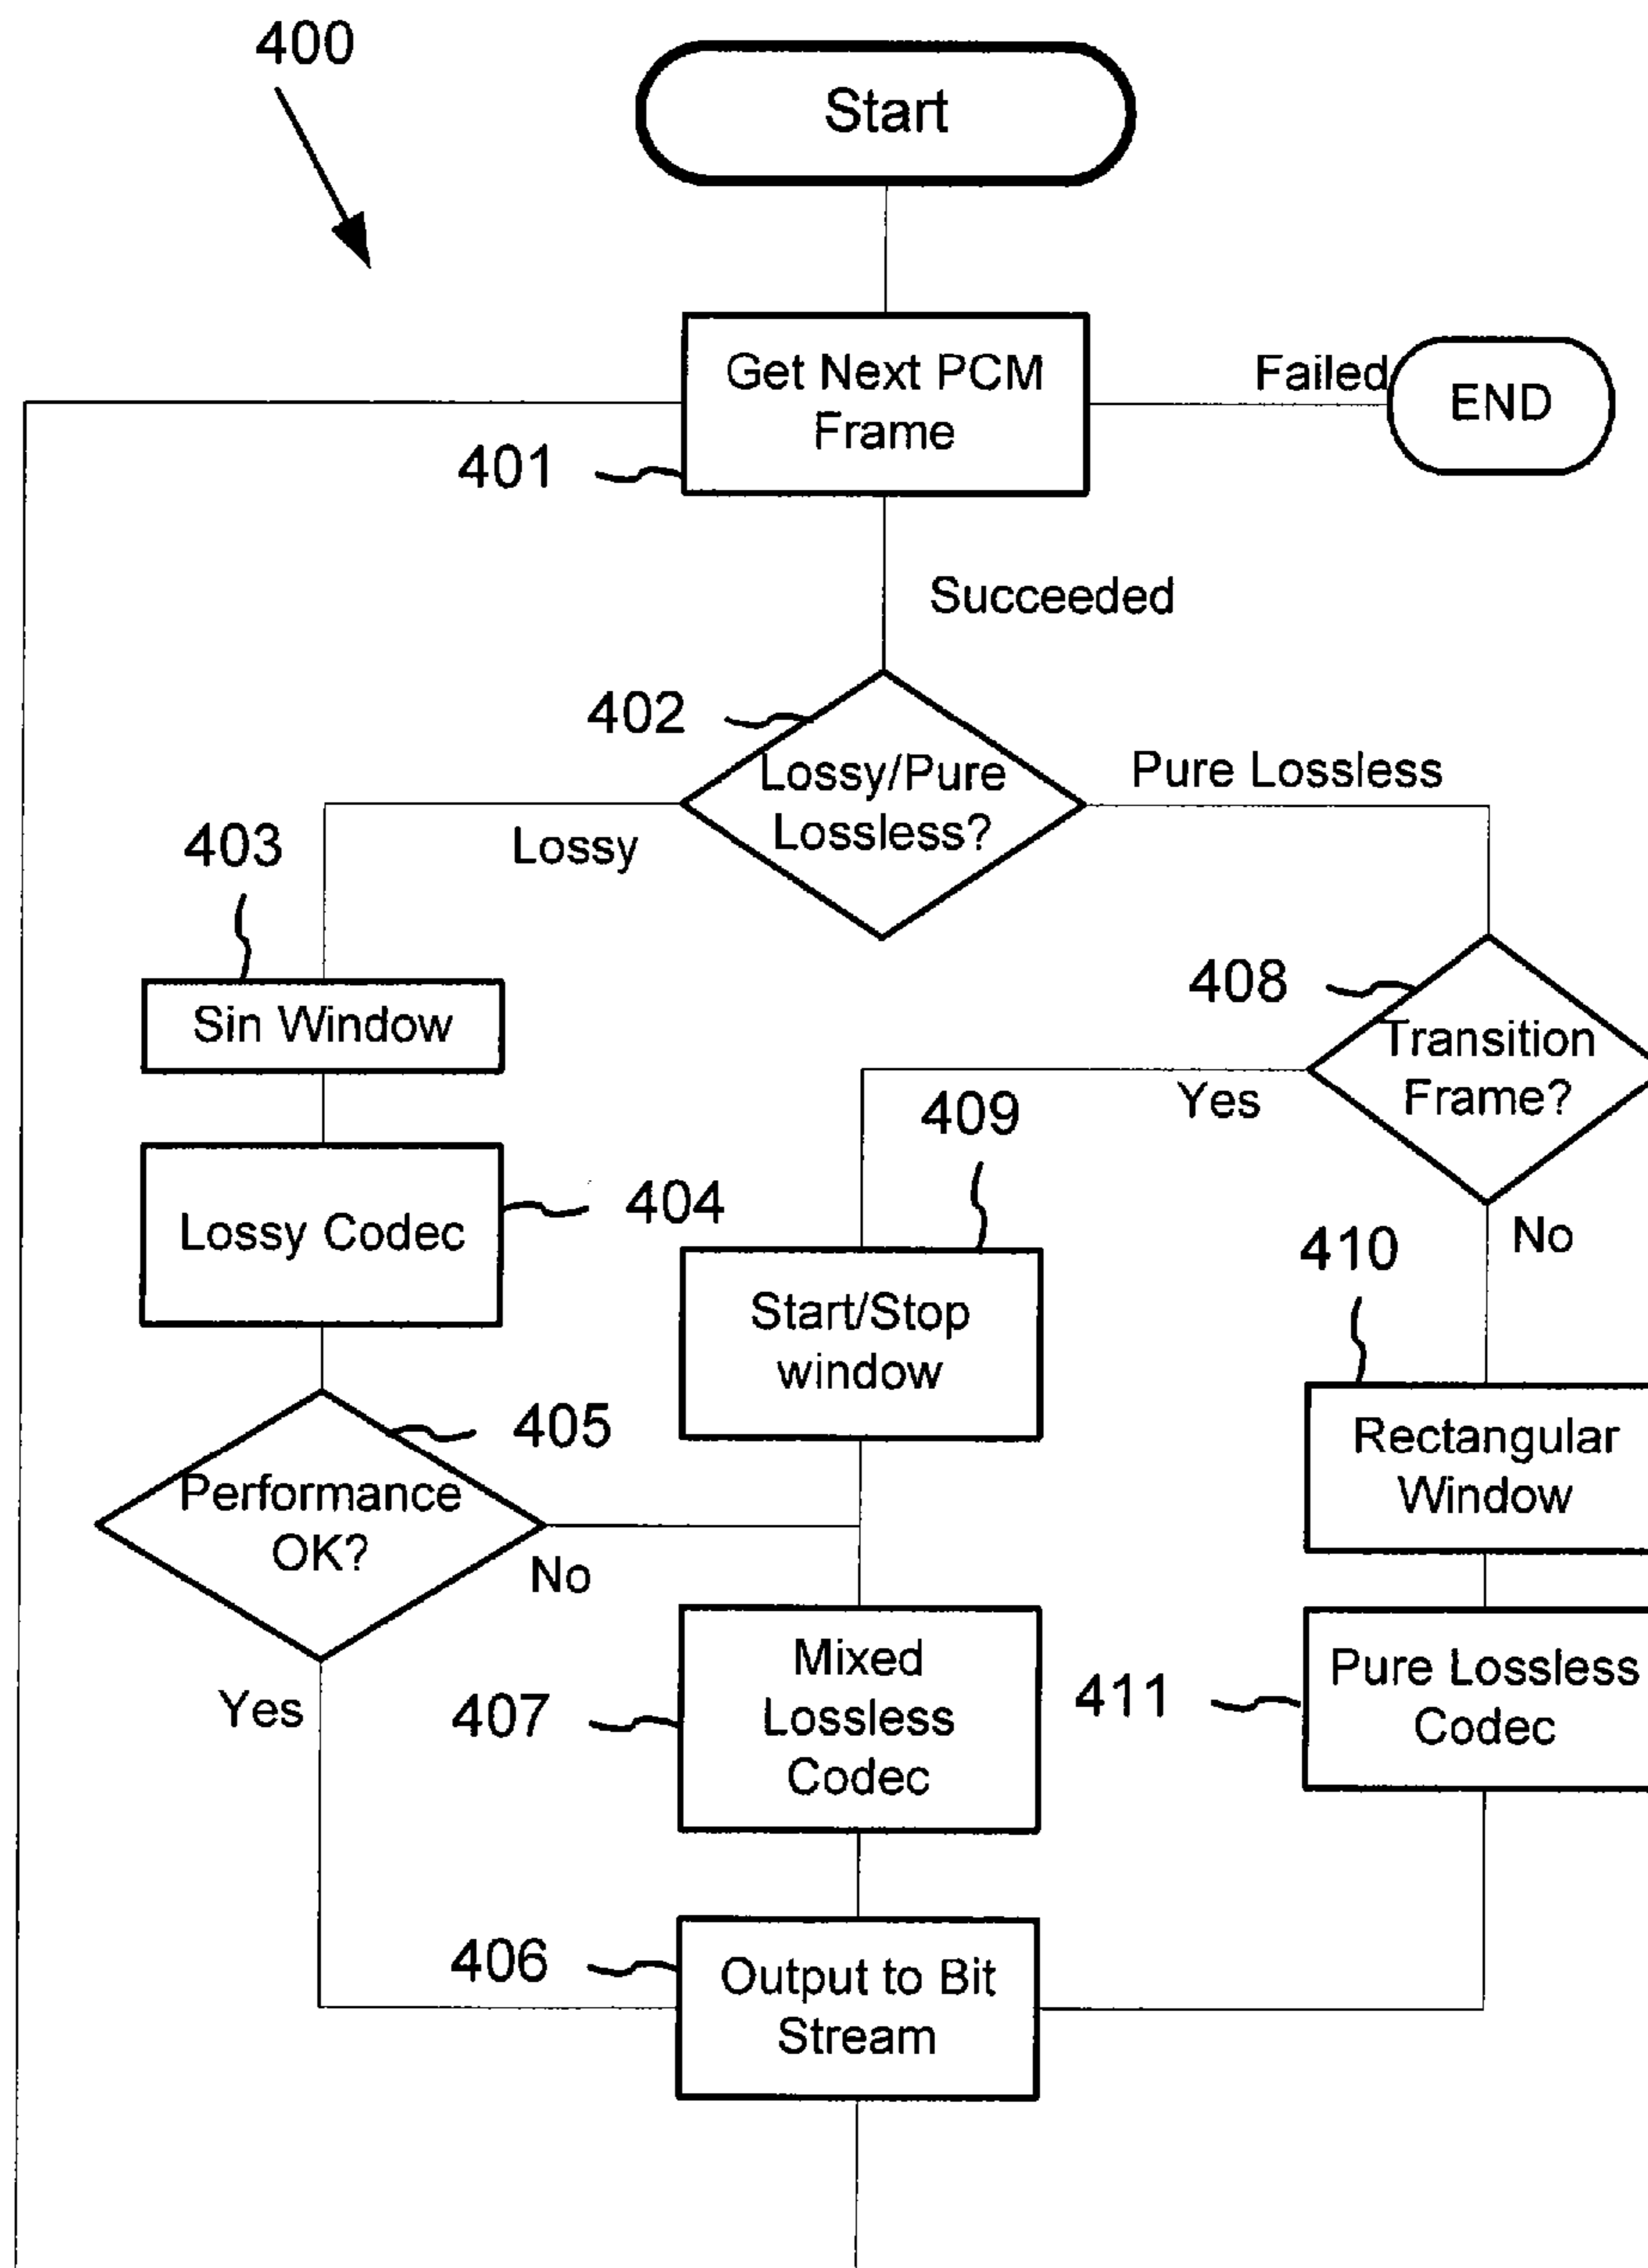 400
Start
Get Next PCM
Frame
Failed
END
401
Succeeded
402
Lossy/Pure
Lossless?
Pure Lossless
Lossy
403
Sin Window
408
Transition
Frame?
Yes
409
404
Lossy Codec
No
410
Start/Stop
window
405
Performance
OK?
No
Rectangular
Window
Mixed
Lossless
Codec
407
Pure Lossless
Codec
411
Yes
406
Output to Bit
Stream